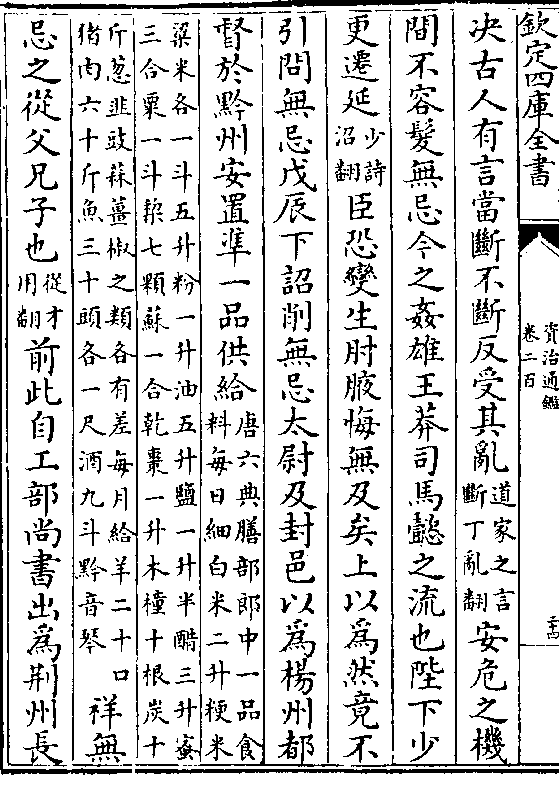 欽定四庫全書
資治通鑑
卷二百
决古人有言當斷不斷反受其亂道家之言斷丁亂翻安危之機
間不容髮無忌今之姦雄王莽司馬懿之流也陛下少
更遷延少詩沼翻臣恐變生肘腋悔無及矣上以為然竟不
引問無忌戊辰下詔削無忌太尉及封邑以為楊州都
督於黔州安置準一品供給唐六典膳部郎中一品食料每日細白米二升粳米
粱米各一斗五升粉一升油五升鹽一升半醋三升蜜
三合粟一斗棃七顆蘇一合乾棗一升木橦十根炭十
斤葱韭豉蒜薑椒之類各有差每月給羊二十口
猪肉六十斤魚三十頭各一尺酒九斗黔音琴祥無
忌之從父兄子也從才用翻前此自工部尚書出為荆州長